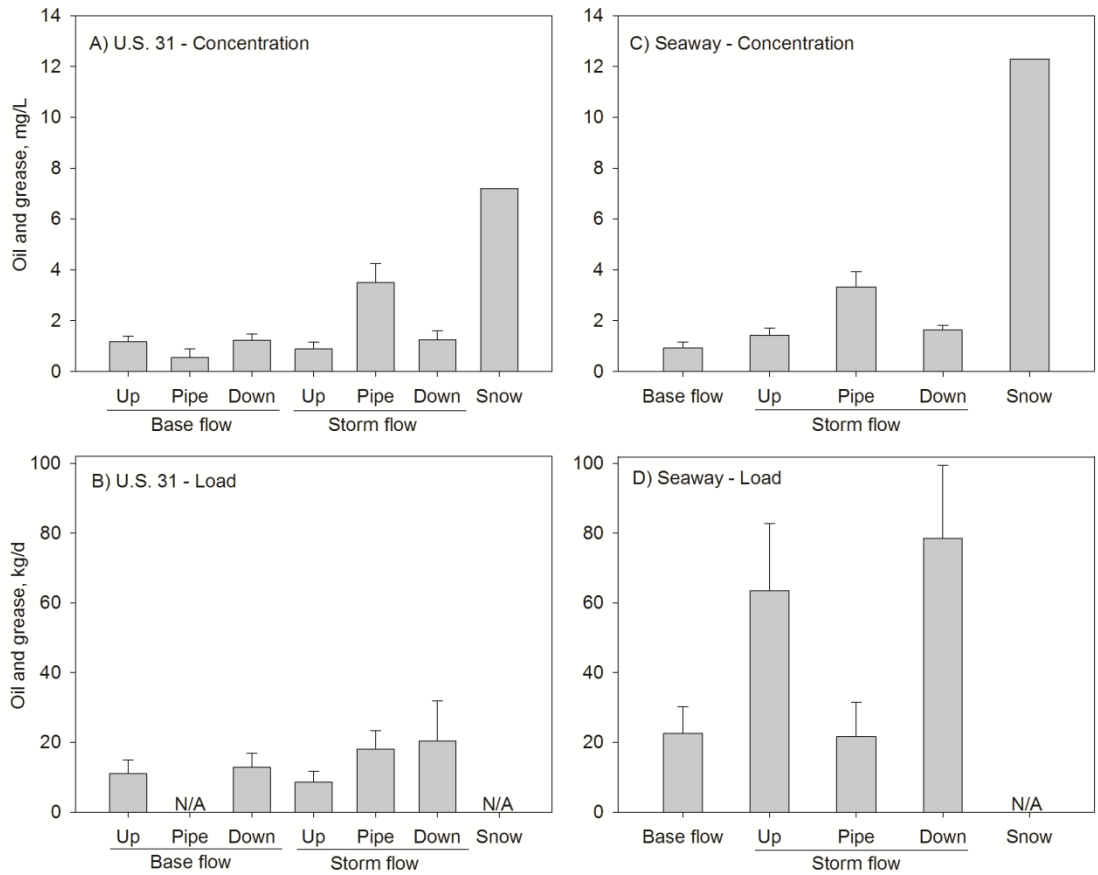 A) U.S. 31 - Concentration
Oil and grease, mg/L
14
12
10
8
6
4
2
0
Up Pipe Down Up Pipe Down Snow
Base flow Storm flow
C) Seaway - Concentration
14
12
10
8
6
4
2
0
Base flow Up Pipe Down Snow
Storm flow
B) U.S. 31 - Load
Oil and grease, kg/d
100
80
60
40
20
0
N/A N/A
Up Pipe Down Up Pipe Down Snow
Base flow Storm flow
D) Seaway - Load
100
80
60
40
20
0
N/A
Base flow Up Pipe Down Snow
Storm flow